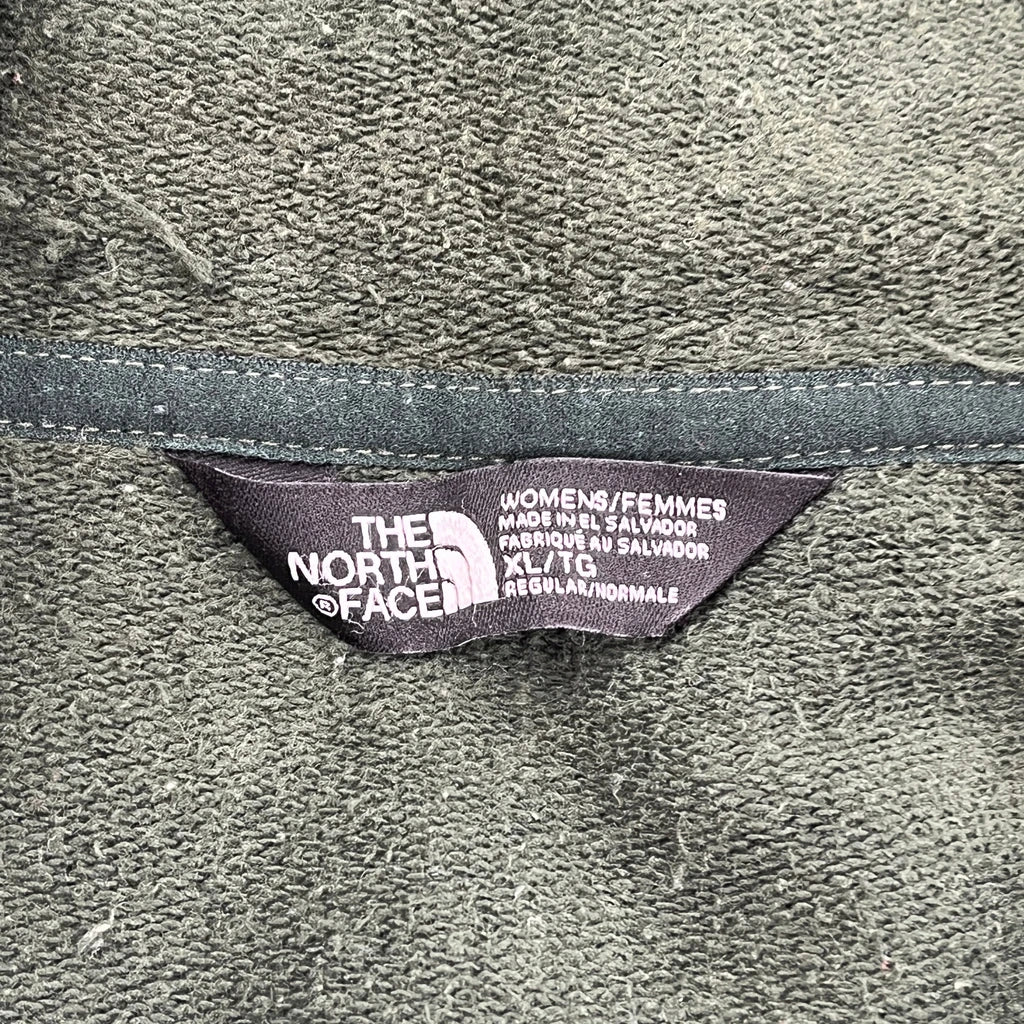 THE
NORTH
® FACE
WOMENS/FEMMES
MADE IN EL SALVADOR
FABRIQUÉ AU SALVADOR
XL/TG
REGULAR/NORMALE